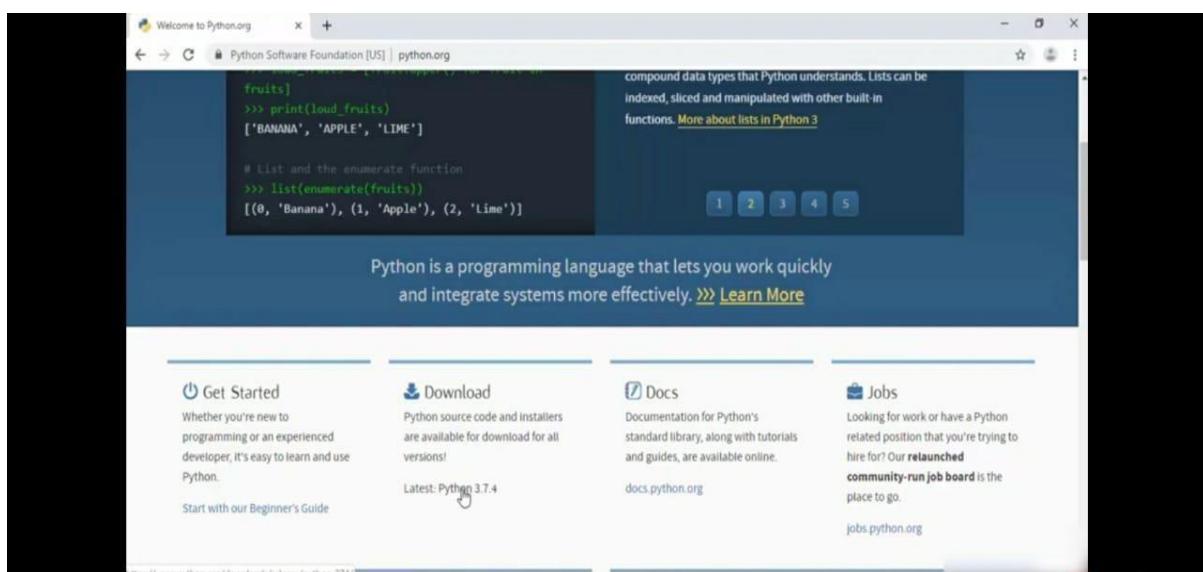 Welcome to Python.org
Python Software Foundation [US] | python.org
fruits]
>>> print(loud_fruits)
['BANANA', 'APPLE', 'LIME']
# List and the enumerate function
>>> list(enumerate(fruits))
[(0, 'Banana'), (1, 'Apple'), (2, 'Lime')]
compound data types that Python understands. Lists can be
indexed, sliced and manipulated with other built-in
functions. More about lists in Python 3
1 2 3 4 5
Python is a programming language that lets you work quickly
and integrate systems more effectively. >>> Learn More
Get Started
Whether you're new to
programming or an experienced
developer, it's easy to learn and use
Python.
Start with our Beginner's Guide
Download
Python source code and installers
are available for download for all
versions!
Latest: Python 3.7.4
Docs
Documentation for Python's
standard library, along with tutorials
and guides, are available online.
docs.python.org
Jobs
Looking for work or have a Python
related position that you're trying to
hire for? Our relaunched
community-run job board is the
place to go.
jobs.python.org